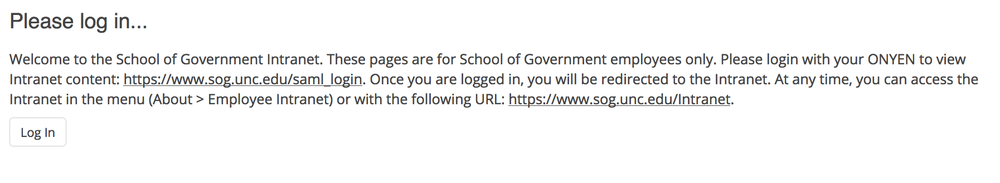 Please log in...
Welcome to the School of Government Intranet. These pages are for School of Government employees only. Please login with your ONYEN to view
Intranet content: https://www.sog.unc.edu/saml_login. Once you are logged in, you will be redirected to the Intranet. At any time, you can access the
Intranet in the menu (About > Employee Intranet) or with the following URL: https://www.sog.unc.edu/Intranet.
Log In